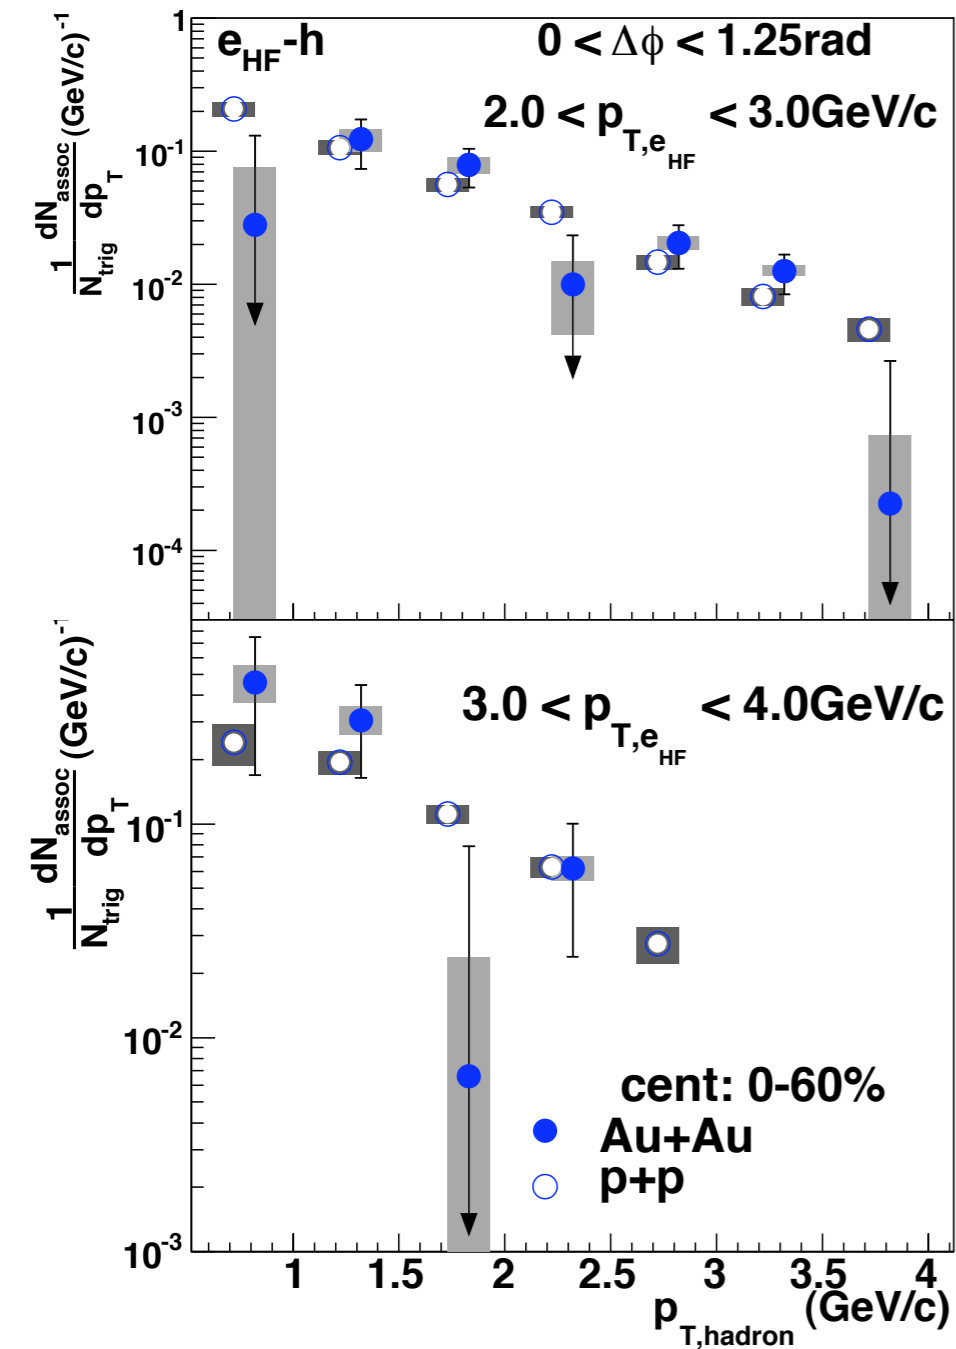 e_HF-h 0 < Δϕ < 1.25rad
2.0 < p_T,e_HF < 3.0GeV/c
1/N_trig dN_assoc/dp_T (GeV/c)^-1
1
10^-1
10^-2
10^-3
10^-4
3.0 < p_T,e_HF < 4.0GeV/c
1/N_trig dN_assoc/dp_T (GeV/c)^-1
10^-1
10^-2
10^-3
cent: 0-60%
Au+Au
p+p
1 1.5 2 2.5 3 3.5 4
p_T,hadron (GeV/c)